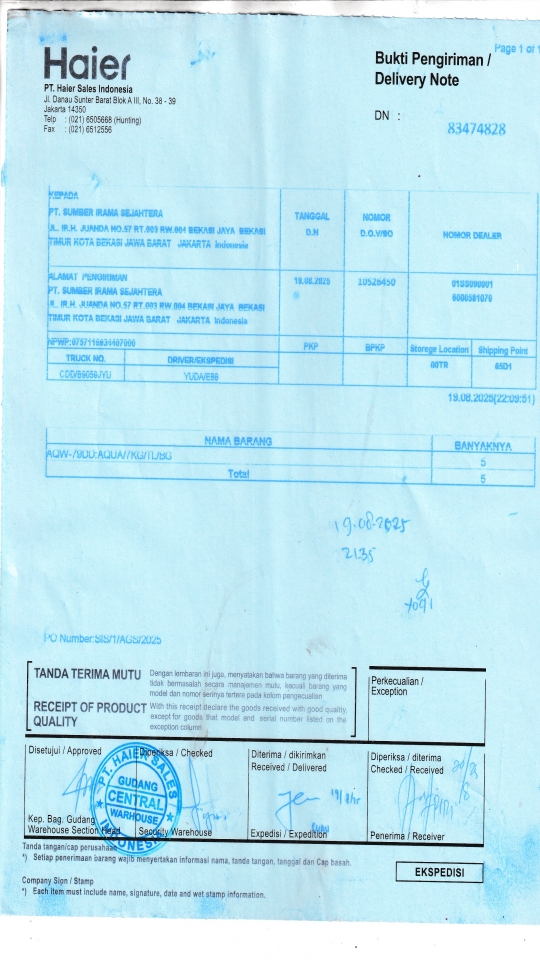 Haier
Page 1 of 1
Bukti Pengiriman /
Delivery Note
PT. Haier Sales Indonesia
Jl. Danau Sunter Barat Blok A III, No. 38 - 39
Jakarta 14350
Telp : (021) 6505668 (Hunting)
Fax : (021) 6512556
DN :
83474828
KEPADA
PT. SUMBER IRAMA SEJAHTERA
JL. IR.H. JUANDA NO.57 RT.003 RW.004 BEKASI JAYA BEKASI
TIMUR KOTA BEKASI JAWA BARAT JAKARTA Indonesia
TANGGAL
D.N
NOMOR
D.O.V/SO
NOMOR DEALER
ALAMAT PENGIRIMAN
PT. SUMBER IRAMA SEJAHTERA
JL. IR.H. JUANDA NO.57 RT.003 RW.004 BEKASI JAYA BEKASI
TIMUR KOTA BEKASI JAWA BARAT JAKARTA Indonesia
19.08.2025
10526450
PKP
BPKP
Storege Location
Shipping Point
TRUCK NO.
DRIVER/EKSPEDISI
00TR
65D1
CDD/B9059JYU
19.08.2025(22:09:51)
NAMA BARANG
BANYAKNYA
5
Total
5
19-08-2025
2135
Yogi
PO Number:SIS/1/AGS/2025
TANDA TERIMA MUTU
Dengan lembaran ini juga, menyatakan bahwa barang yang diterima
tidak bermasalah secara manajemen mutu, kecuali barang yang
model dan nomor serinya tertera pada kolom pengecualian
RECEIPT OF PRODUCT
QUALITY
With this receipt declare the goods received with good quality,
except for goods that model and serial number listed on the
exception column
Perkecualian /
Exception
Disetujui / Approved
Diperiksa / Checked
Diterima / dikirimkan
Received / Delivered
Diperiksa / diterima
Checked / Received
PT. HAIER SALES
GUDANG
CENTRAL
WARHOUSE
INDONESIA
Kep. Bag. Gudang
Warehouse Section Head
Security Warehouse
Expedisi / Expedition
Penerima / Receiver
Tanda tangan/cap perusahaan
*) Setiap penerimaan barang wajib menyertakan informasi nama, tanda tangan, tanggal dan Cap basah.
EKSPEDISI
Company Sign / Stamp
*) Each Item must include name, signature, date and wet stamp information.